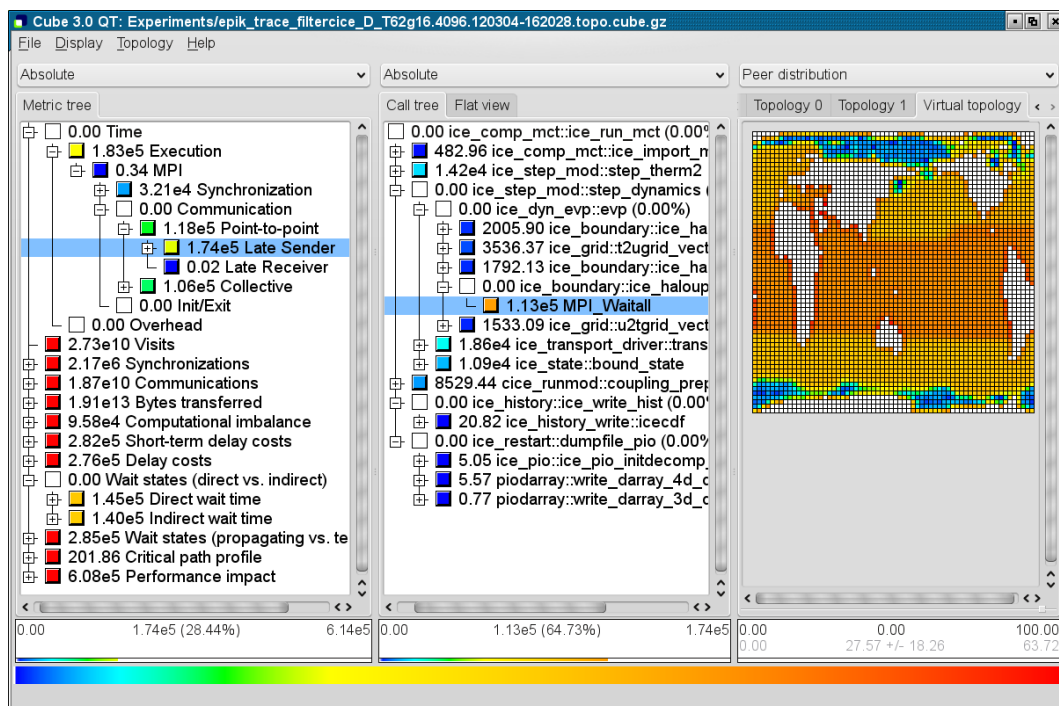 Cube 3.0 QT: Experiments/epik_trace_filtercice_D_T62g16.4096.120304-162028.topo.cube.gz
File Display Topology Help
Absolute
Metric tree
0.00 Time
1.83e5 Execution
0.34 MPI
3.21e4 Synchronization
0.00 Communication
1.18e5 Point-to-point
1.74e5 Late Sender
0.02 Late Receiver
1.06e5 Collective
0.00 Init/Exit
0.00 Overhead
2.73e10 Visits
2.17e6 Synchronizations
1.87e10 Communications
1.91e13 Bytes transferred
9.58e4 Computational imbalance
2.82e5 Short-term delay costs
2.76e5 Delay costs
0.00 Wait states (direct vs. indirect)
1.45e5 Direct wait time
1.40e5 Indirect wait time
2.85e5 Wait states (propagating vs. te
201.86 Critical path profile
6.08e5 Performance impact
0.00 1.74e5 (28.44%) 6.14e5
Absolute
Call tree Flat view
0.00 ice_comp_mct::ice_run_mct (0.00%
482.96 ice_comp_mct::ice_import_m
1.42e4 ice_step_mod::step_therm2
0.00 ice_step_mod::step_dynamics (
0.00 ice_dyn_evp::evp (0.00%)
2005.90 ice_boundary::ice_ha
3536.37 ice_grid::t2ugrid_vect
1792.13 ice_boundary::ice_ha
0.00 ice_boundary::ice_haloup
1.13e5 MPI_Waitall
1533.09 ice_grid::u2tgrid_vect
1.86e4 ice_transport_driver::trans
1.09e4 ice_state::bound_state
8529.44 cice_runmod::coupling_prep
0.00 ice_history::ice_write_hist (0.00%
20.82 ice_history_write::icecdf
0.00 ice_restart::dumpfile_pio (0.00%
5.05 ice_pio::ice_pio_initdecomp_
5.57 piodarray::write_darray_4d_c
0.77 piodarray::write_darray_3d_c
0.00 1.13e5 (64.73%) 1.74e5
Peer distribution
Topology 0 Topology 1 Virtual topology
0.00 0.00 100.00
0.00 27.57 +/- 18.26 63.72